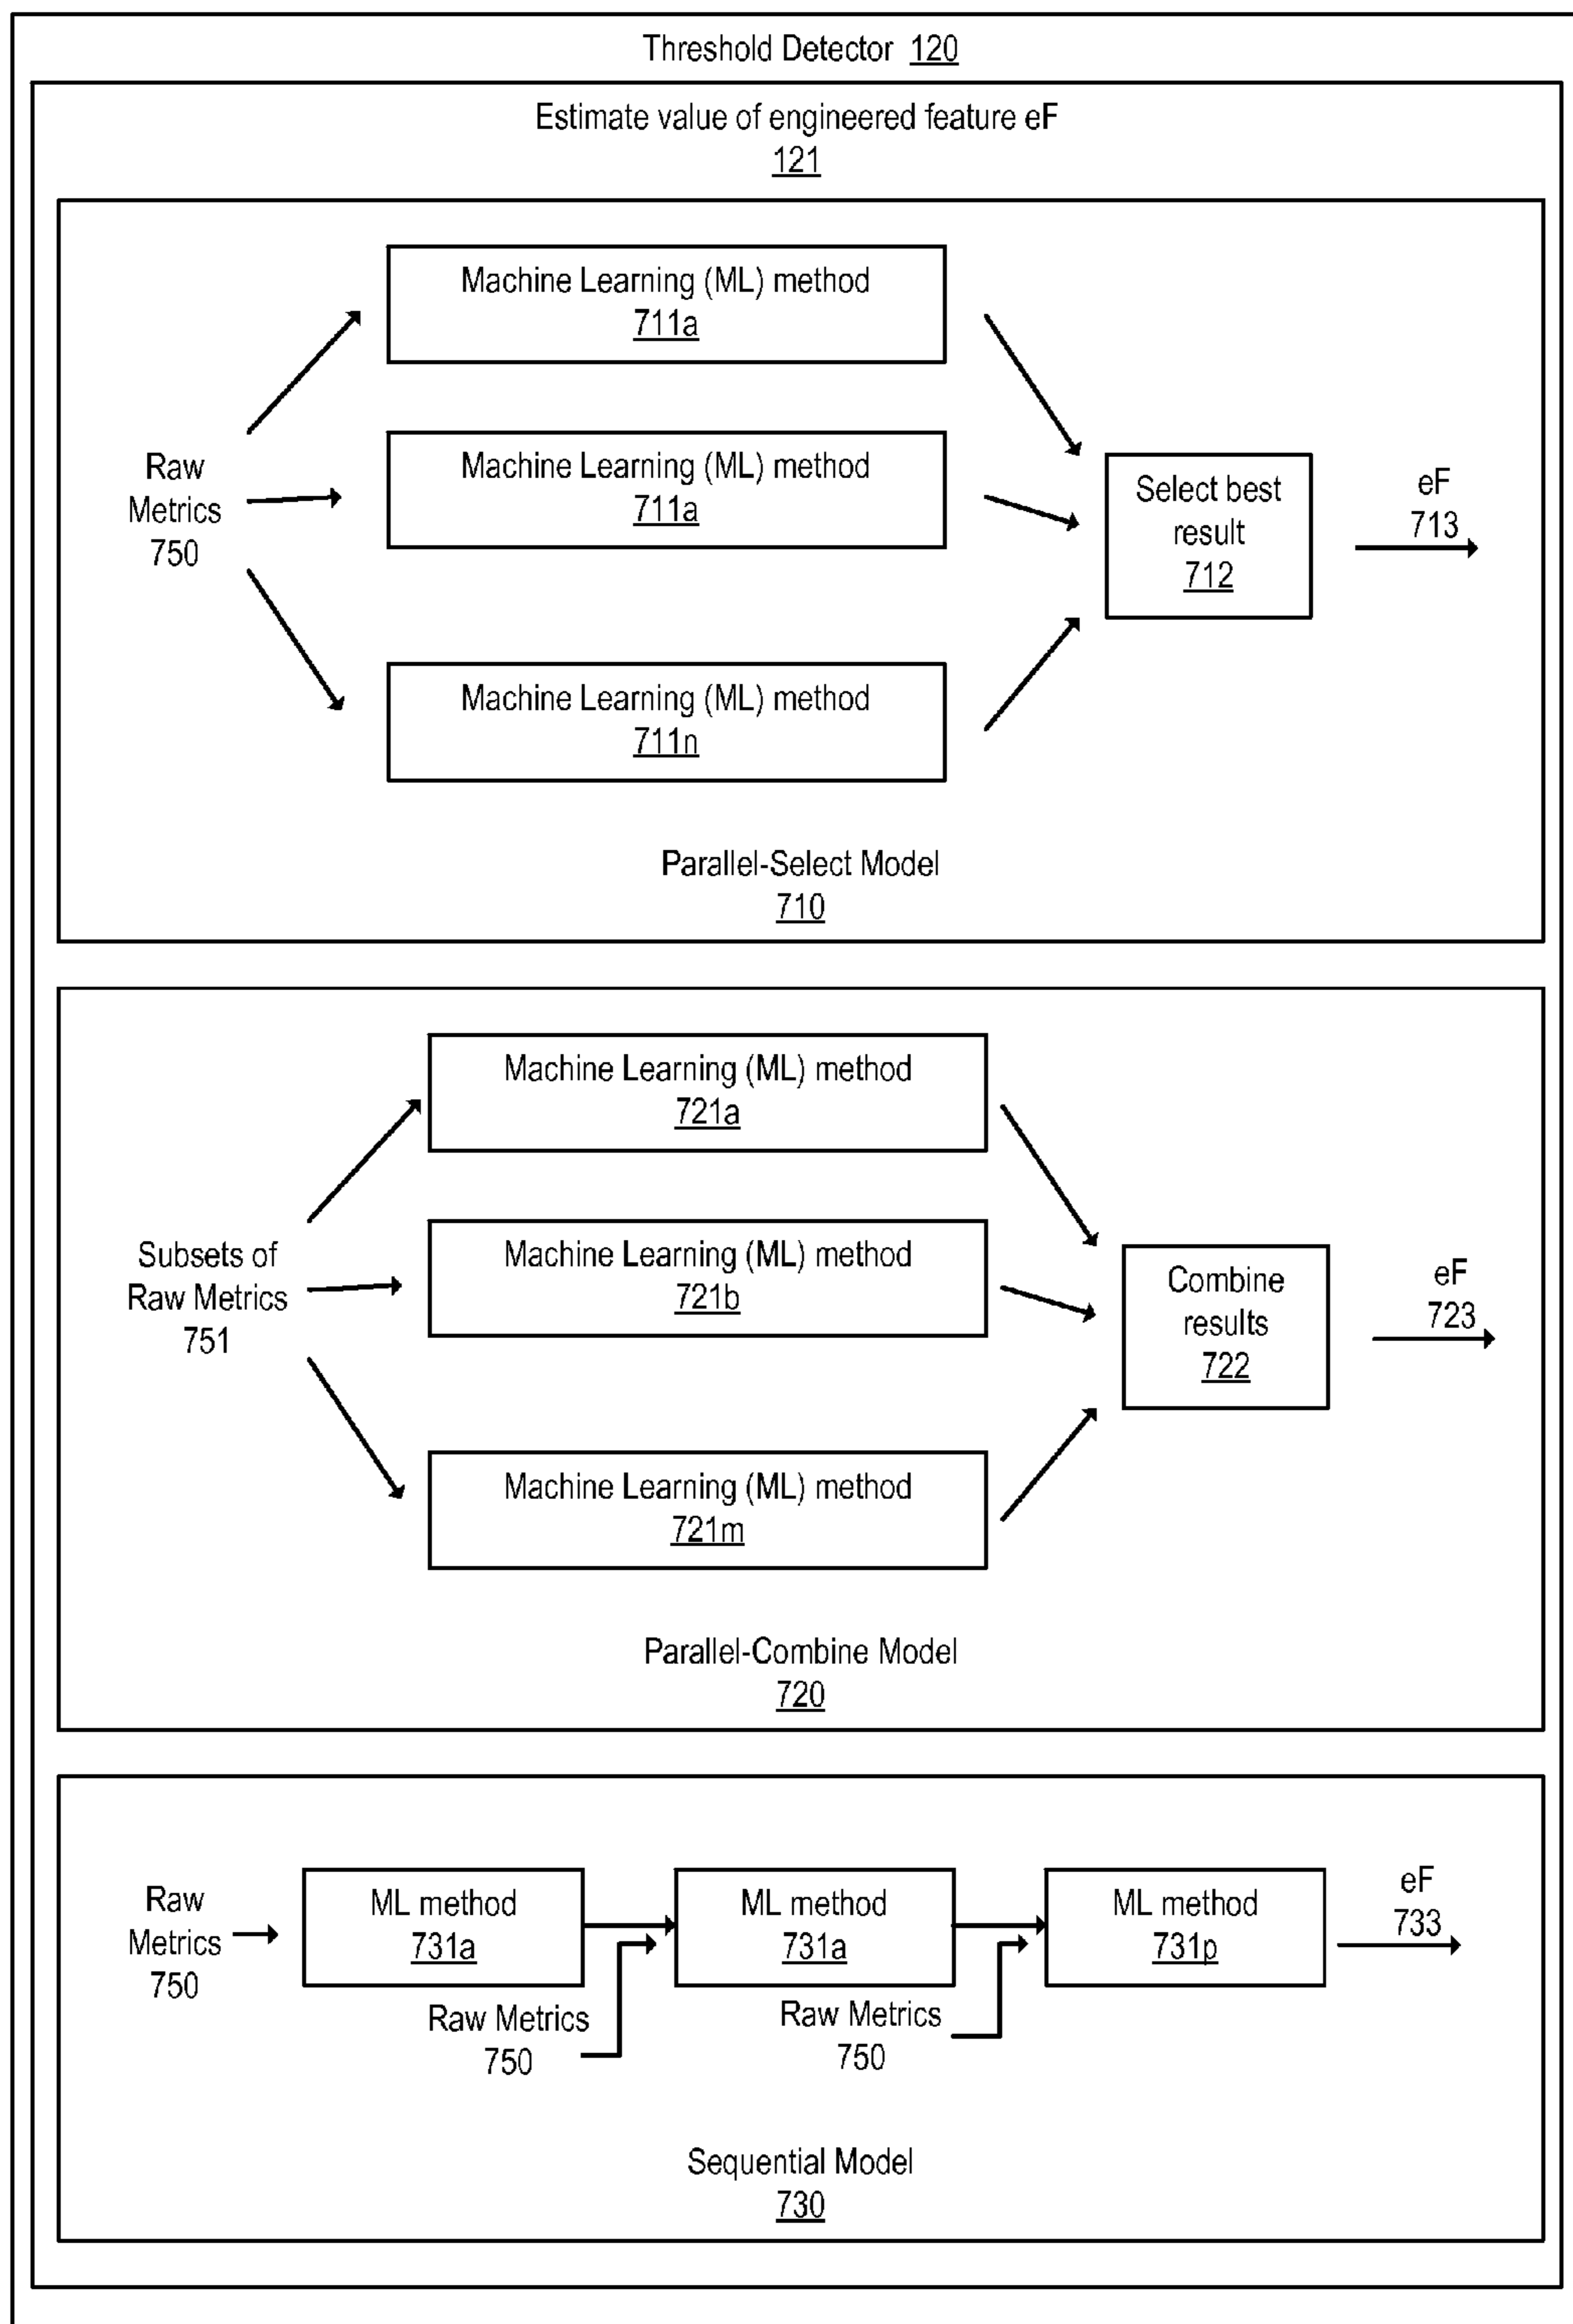 Threshold Detector 120
Estimate value of engineered feature eF
121
Machine Learning (ML) method
711a
Raw
Metrics
750
Machine Learning (ML) method
711a
Select best
result
712
eF
713
Machine Learning (ML) method
711n
Parallel-Select Model
710
Machine Learning (ML) method
721a
Subsets of
Raw Metrics
751
Machine Learning (ML) method
721b
Combine
results
722
eF
723
Machine Learning (ML) method
721m
Parallel-Combine Model
720
Raw
Metrics
750
ML method
731a
Raw Metrics
750
ML method
731a
Raw Metrics
750
ML method
731p
eF
733
Sequential Model
730